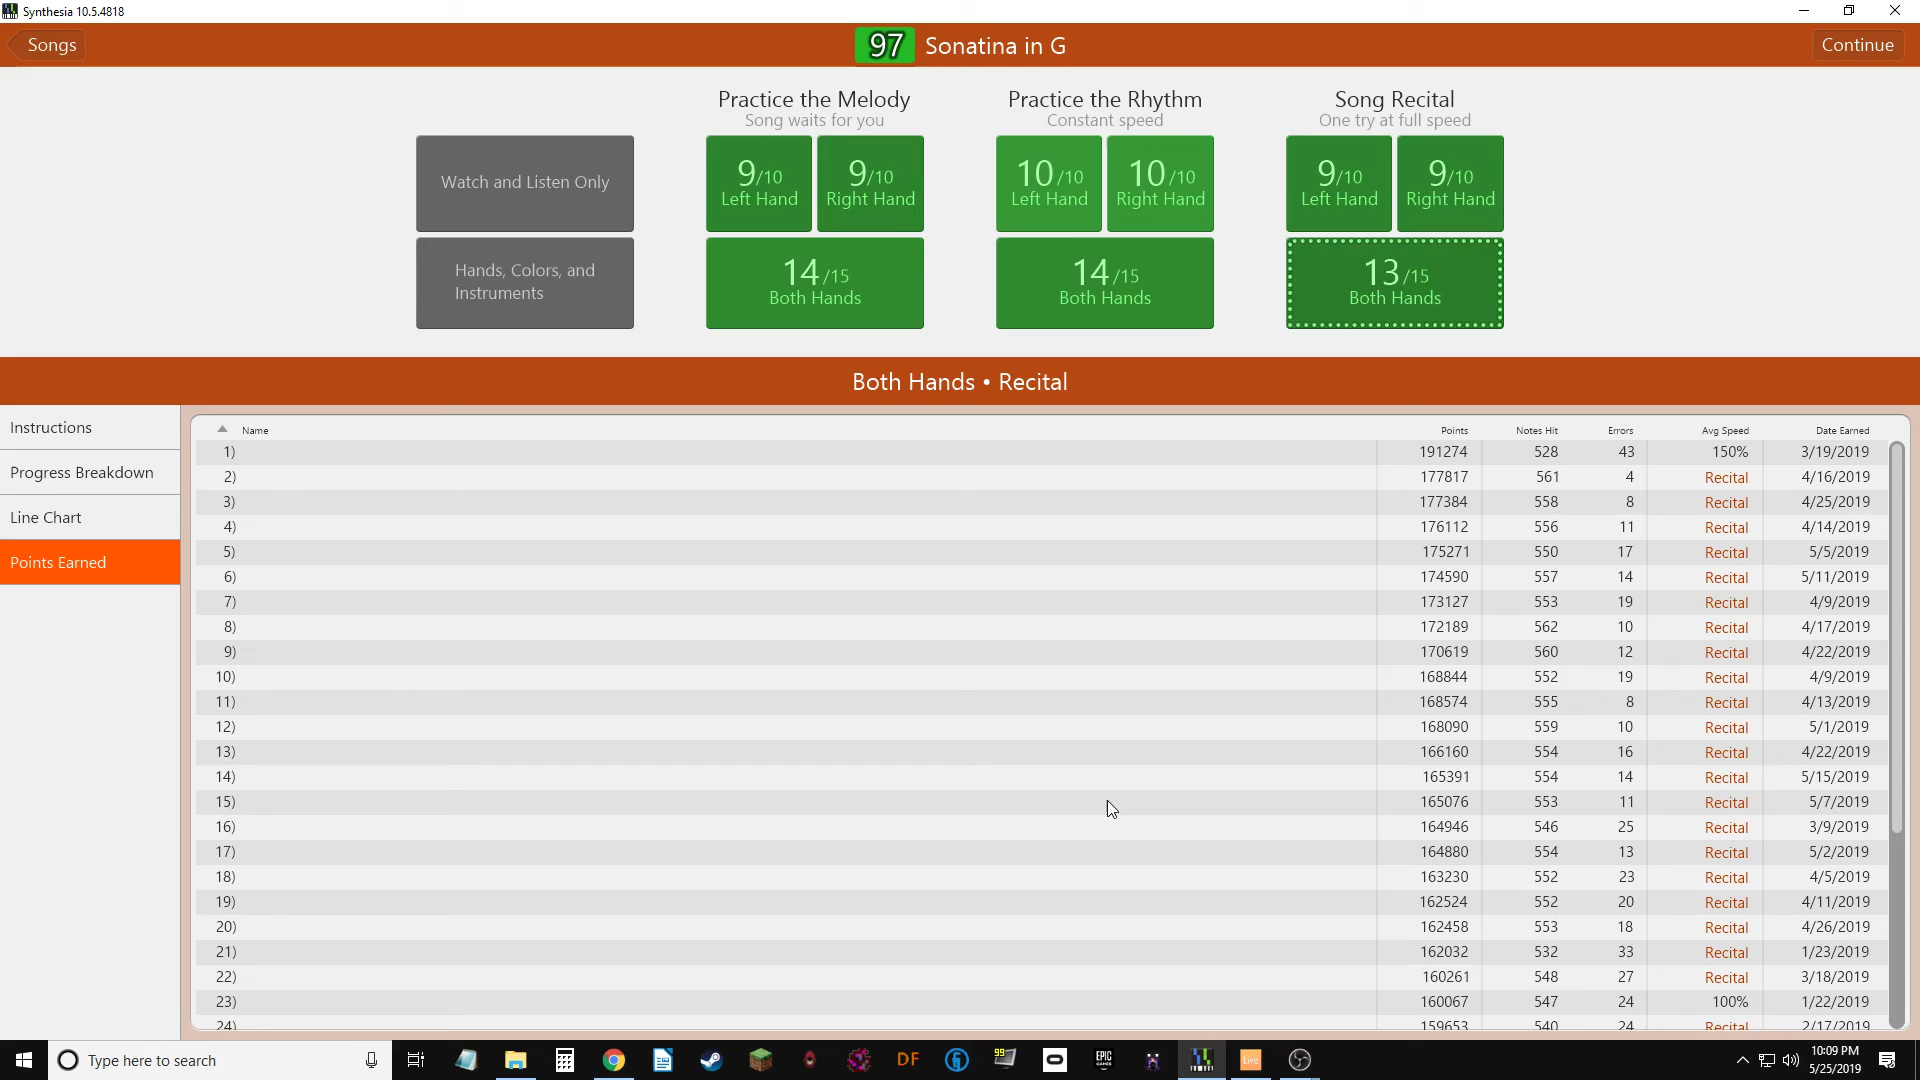 Synthesia 10.5.4818
Songs
97 Sonatina in G
Continue
Practice the Melody
Song waits for you
Practice the Rhythm
Constant speed
Song Recital
One try at full speed
Watch and Listen Only
9/10
Left Hand
9/10
Right Hand
10/10
Left Hand
10/10
Right Hand
9/10
Left Hand
9/10
Right Hand
Hands, Colors, and
Instruments
14/15
Both Hands
14/15
Both Hands
13/15
Both Hands
Both Hands • Recital
Instructions
Progress Breakdown
Line Chart
Points Earned
Name Points Notes Hit Errors Avg Speed Date Earned
1) 191274 528 43 150% 3/19/2019
2) 177817 561 4 Recital 4/16/2019
3) 177384 558 8 Recital 4/25/2019
4) 176112 556 11 Recital 4/14/2019
5) 175271 550 17 Recital 5/5/2019
6) 174590 557 14 Recital 5/11/2019
7) 173127 553 19 Recital 4/9/2019
8) 172189 562 10 Recital 4/17/2019
9) 170619 560 12 Recital 4/22/2019
10) 168844 552 19 Recital 4/9/2019
11) 168574 555 8 Recital 4/13/2019
12) 168090 559 10 Recital 5/1/2019
13) 166160 554 16 Recital 4/22/2019
14) 165391 554 14 Recital 5/15/2019
15) 165076 553 11 Recital 5/7/2019
16) 164946 546 25 Recital 3/9/2019
17) 164880 554 13 Recital 5/2/2019
18) 163230 552 23 Recital 4/5/2019
19) 162524 552 20 Recital 4/11/2019
20) 162458 553 18 Recital 4/26/2019
21) 162032 532 33 Recital 1/23/2019
22) 160261 548 27 Recital 3/18/2019
23) 160067 547 24 100% 1/22/2019
24) 159653 540 24 Recital 2/17/2019
Type here to search
DF
99
EPIC
GAMES
Live
10:09 PM
5/25/2019